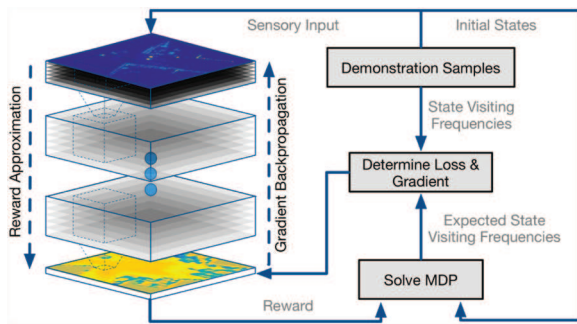 Sensory Input
Initial States
Demonstration Samples
Reward Approximation
Gradient Backpropagation
State Visiting
Frequencies
Determine Loss &
Gradient
Expected State
Visiting Frequencies
Solve MDP
Reward